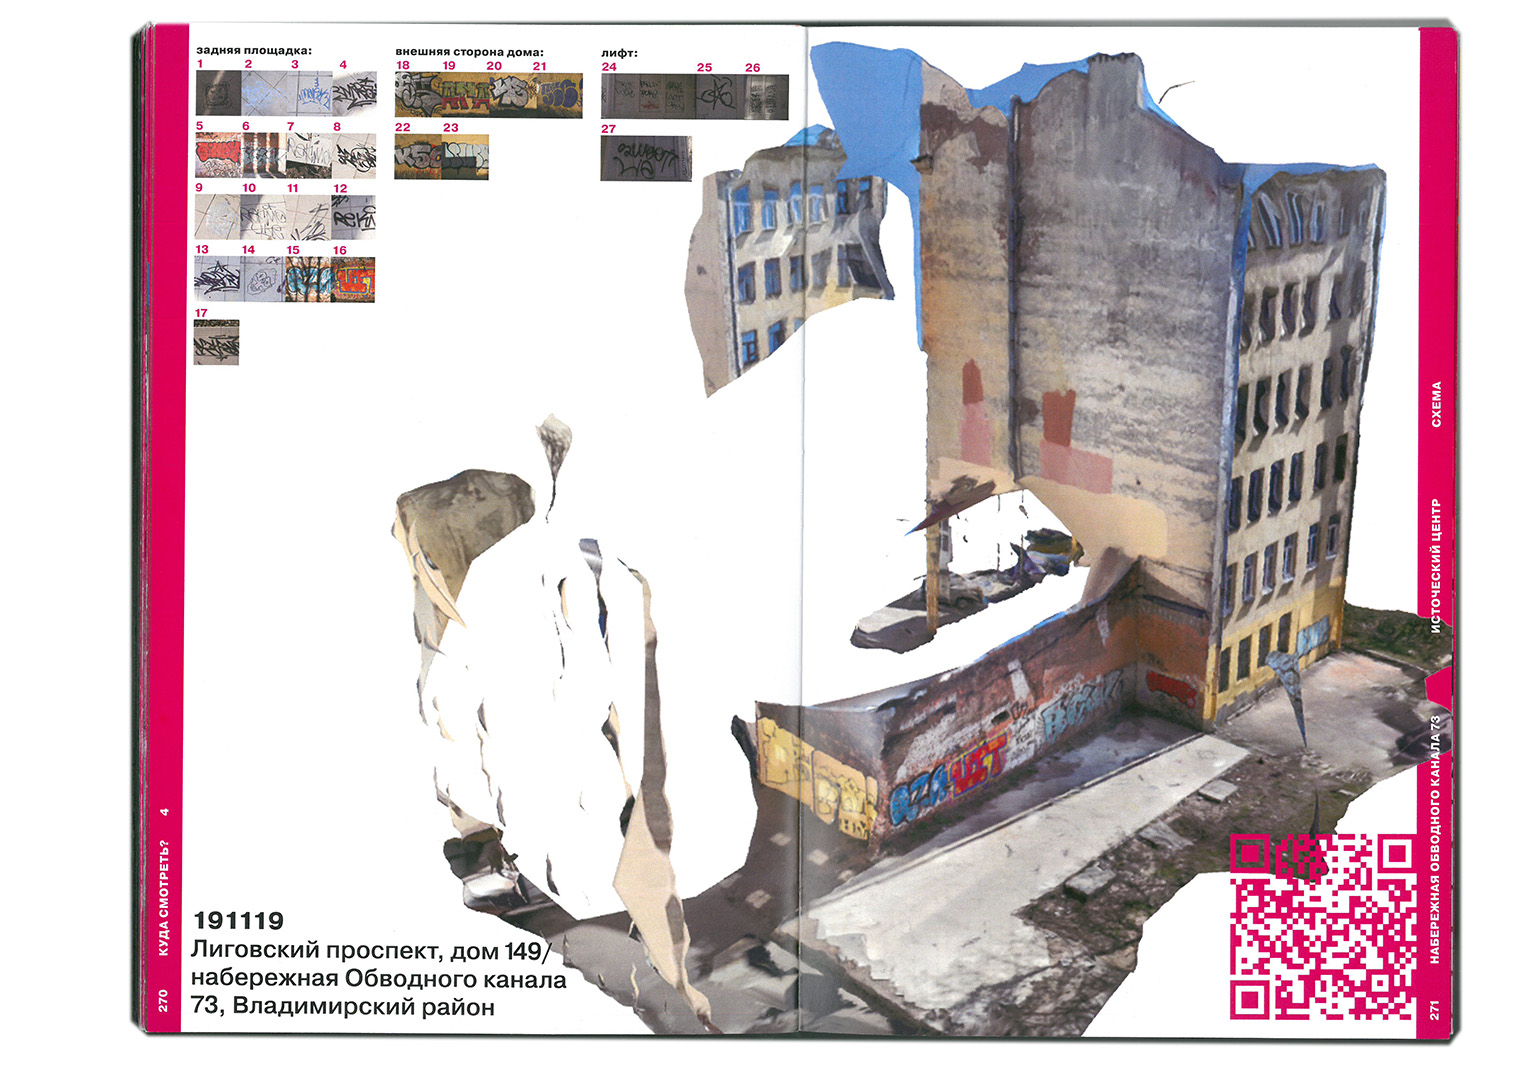 задняя площадка:
1 2 3 4
5 6 7 8
9 10 11 12
13 14 15 16
17
внешняя сторона дома:
18 19 20 21
22 23
лифт:
24 25 26
27
191119
Лиговский проспект, дом 149/
набережная Обводного канала
73, Владимирский район
270 КУДА СМОТРЕТЬ? 4
271 НАБЕРЕЖНАЯ ОБВОДНОГО КАНАЛА 73 ИСТОЧЕСКИЙ ЦЕНТР СХЕМА